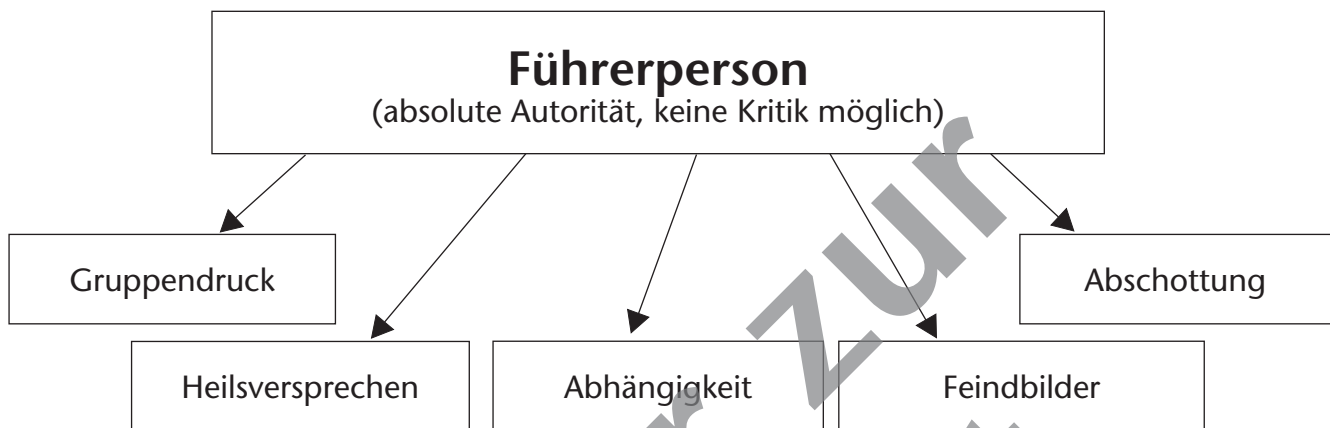 Führerperson
(absolute Autorität, keine Kritik möglich)
Gruppendruck
Abschottung
Heilsversprechen
Abhängigkeit
Feindbilder
zur